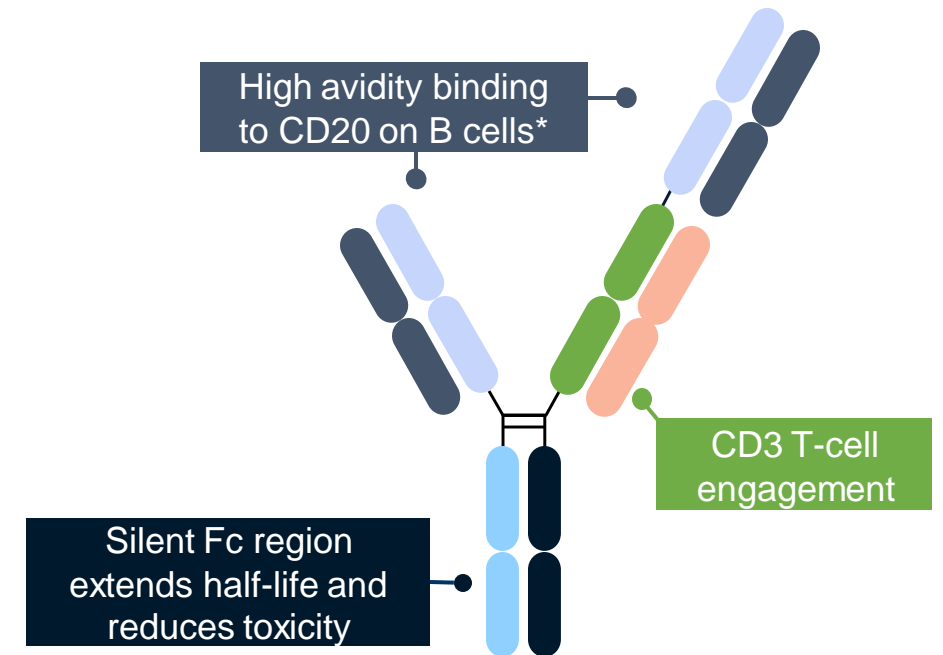 High avidity binding
to CD20 on B cells*
CD3 T-cell
engagement
Silent Fc region
extends half-life and
reduces toxicity